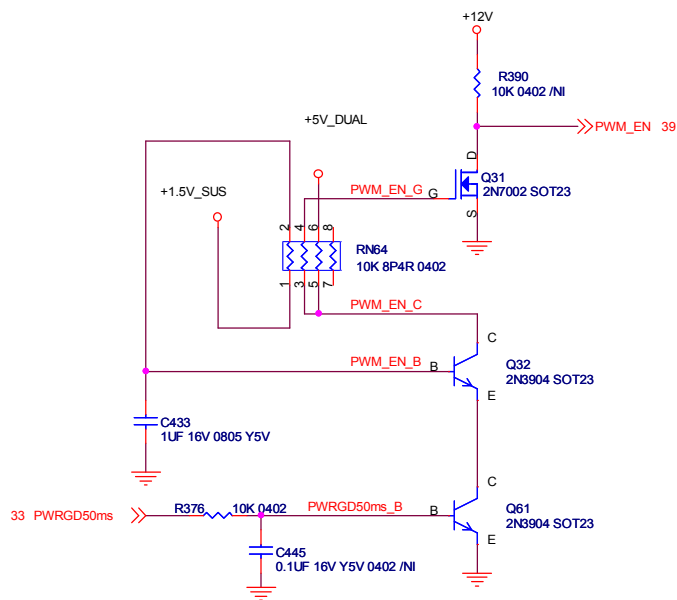 +12V
R390
10K 0402 /NI
PWM_EN 39
+5V_DUAL
D
Q31
2N7002 SOT23
PWM_EN_G
G
+1.5V_SUS
S
2 4 6 8
RN64
10K 8P4R 0402
1 3 5 7
PWM_EN_C
C
PWM_EN_B
B
Q32
2N3904 SOT23
E
C433
1UF 16V 0805 Y5V
C
33 PWRGD50ms
R376
10K 0402
PWRGD50ms_B
B
Q61
2N3904 SOT23
E
C445
0.1UF 16V Y5V 0402 /NI